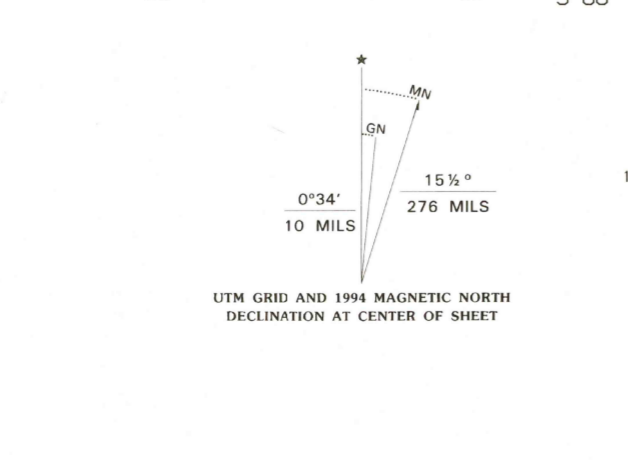 ★
MN
GN
15½°
276 MILS
0°34′
10 MILS
UTM GRID AND 1994 MAGNETIC NORTH
DECLINATION AT CENTER OF SHEET